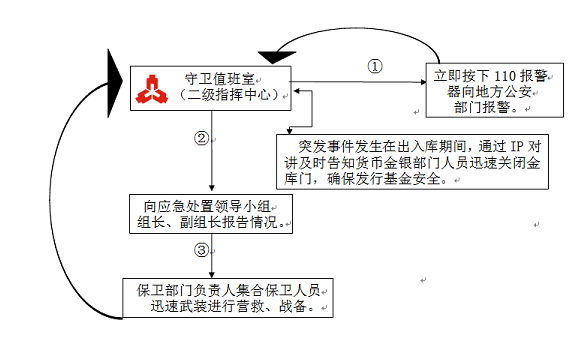 ①
守卫值班室
（二级指挥中心）
立即按下 110 报警
器向地方公安
部门报警。
②
突发事件发生在出入库期间，通过 IP 对
讲及时告知货币金银部门人员迅速关闭金
库门，确保发行基金安全。
向应急处置领导小组
组长、副组长报告情况。
③
保卫部门负责人集合保卫人员
迅速武装进行营救、战备。